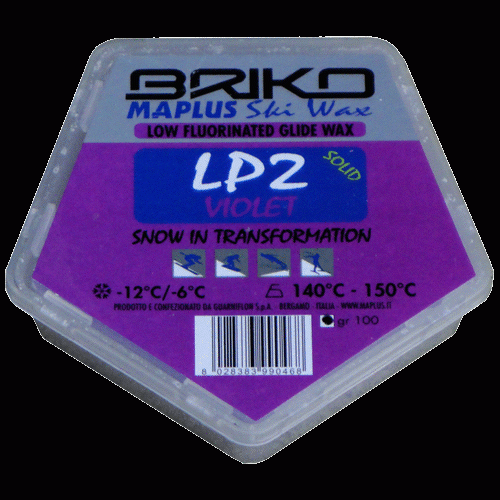 BRIKO
MAPLUS Ski Wax
LOW FLUORINATED GLIDE WAX
LP2
SOLID
VIOLET
SNOW IN TRANSFORMATION
-12°C/-6°C 140°C - 150°C
PRODOTTO E CONFEZIONATO DA GUARNIFLON S.p.A. - BERGAMO - ITALIA - WWW.MAPLUS.IT
gr 100
8 028383 990468